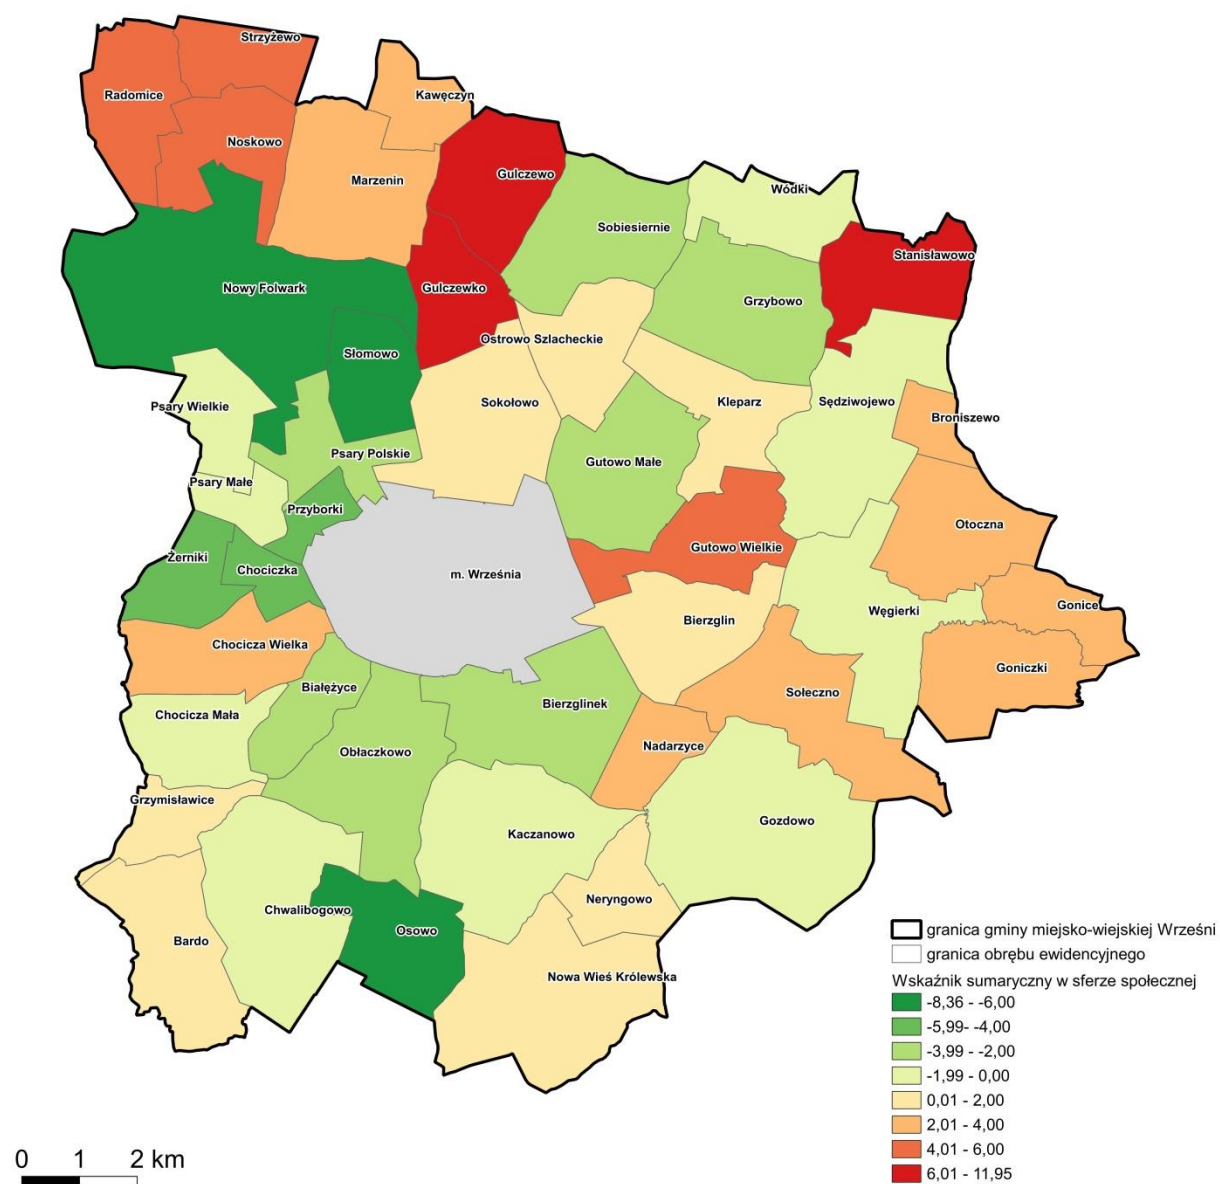 Strzyżewo
Radomice
Kawęczyn
Noskowo
Marzenin
Gulczewo
Wódki
Sobiesiernie
Stanisławowo
Nowy Folwark
Gulczewko
Grzybowo
Ostrowo Szlacheckie
Słomowo
Psary Wielkie
Sokołowo
Kleparz
Sędziwojewo
Broniszewo
Psary Polskie
Gutowo Małe
Psary Małe
Przyborki
Otoczna
Gutowo Wielkie
Żerniki
Chociczka
m. Września
Gonice
Węgierki
Bierzglin
Chocicza Wielka
Goniczki
Białężyce
Sołeczno
Bierzglinek
Chocicza Mała
Nadarzyce
Obłaczkowo
Grzymisławice
Gozdowo
Kaczanowo
Neryngowo
Chwalibogowo
Osowo
Bardo
Nowa Wieś Królewska
granica gminy miejsko-wiejskiej Wrześni
granica obrębu ewidencyjnego
Wskaźnik sumaryczny w sferze społecznej
-8,36 - -6,00
-5,99- -4,00
-3,99 - -2,00
-1,99 - 0,00
0,01 - 2,00
2,01 - 4,00
4,01 - 6,00
6,01 - 11,95
0 1 2 km